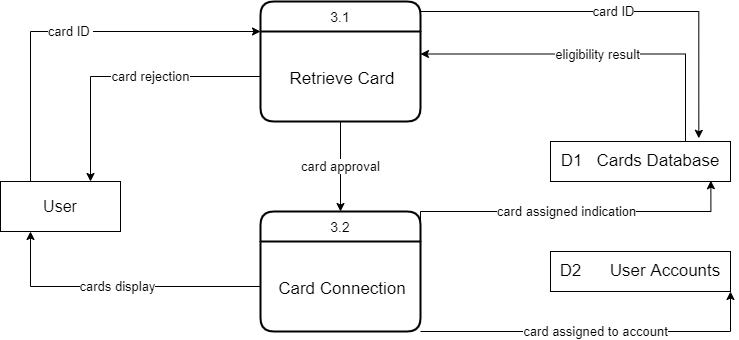 3.1
card ID
card ID
eligibility result
card rejection
Retrieve Card
card approval
D1 Cards Database
User
3.2
card assigned indication
D2 User Accounts
cards display
Card Connection
card assigned to account